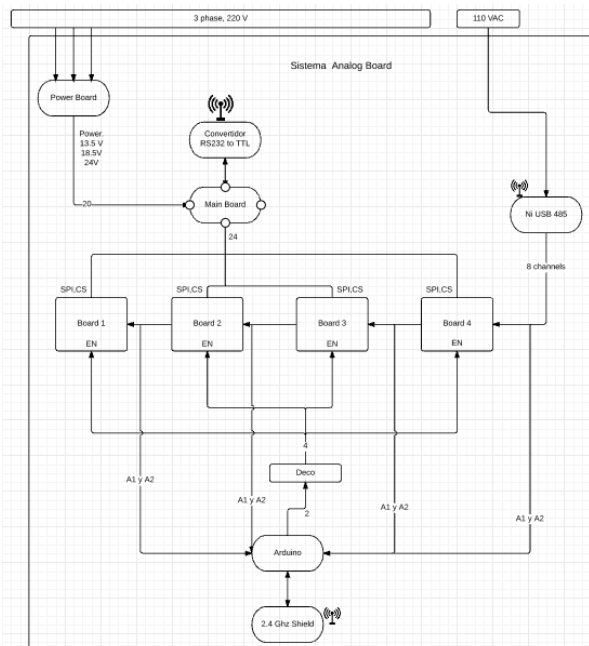 3 phase, 220 V
110 VAC
Sistema Analog Board
Power Board
Power.
13.5 V
18.5V
24V
Convertidor
RS232 to TTL
20
Main Board
Ni USB 485
24
8 channels
SPI,CS
SPI,CS
SPI,CS
SPI,CS
Board 1
Board 2
Board 3
Board 4
EN
EN
EN
EN
4
Deco
A1 y A2
A1 y A2
A1 y A2
A1 y A2
2
Arduino
2.4 Ghz Shield